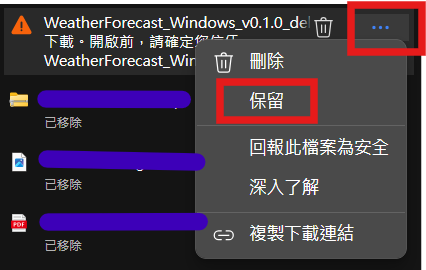 WeatherForecast_Windows_v0.1.0_de
下載。開啟前，請確定您信任
WeatherForecast_Win
刪除
保留
已移除
回報此檔案為安全
深入了解
已移除
複製下載連結
PDF
已移除